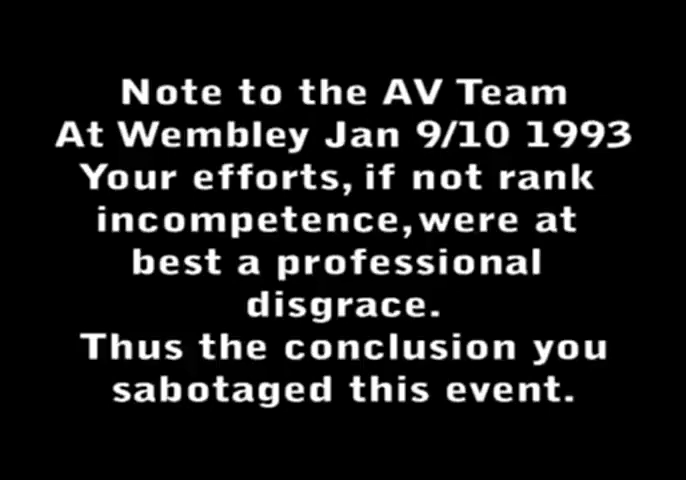 Note to the AV Team
At Wembley Jan 9/10 1993
Your efforts, if not rank
incompetence, were at
best a professional
disgrace.
Thus the conclusion you
sabotaged this event.